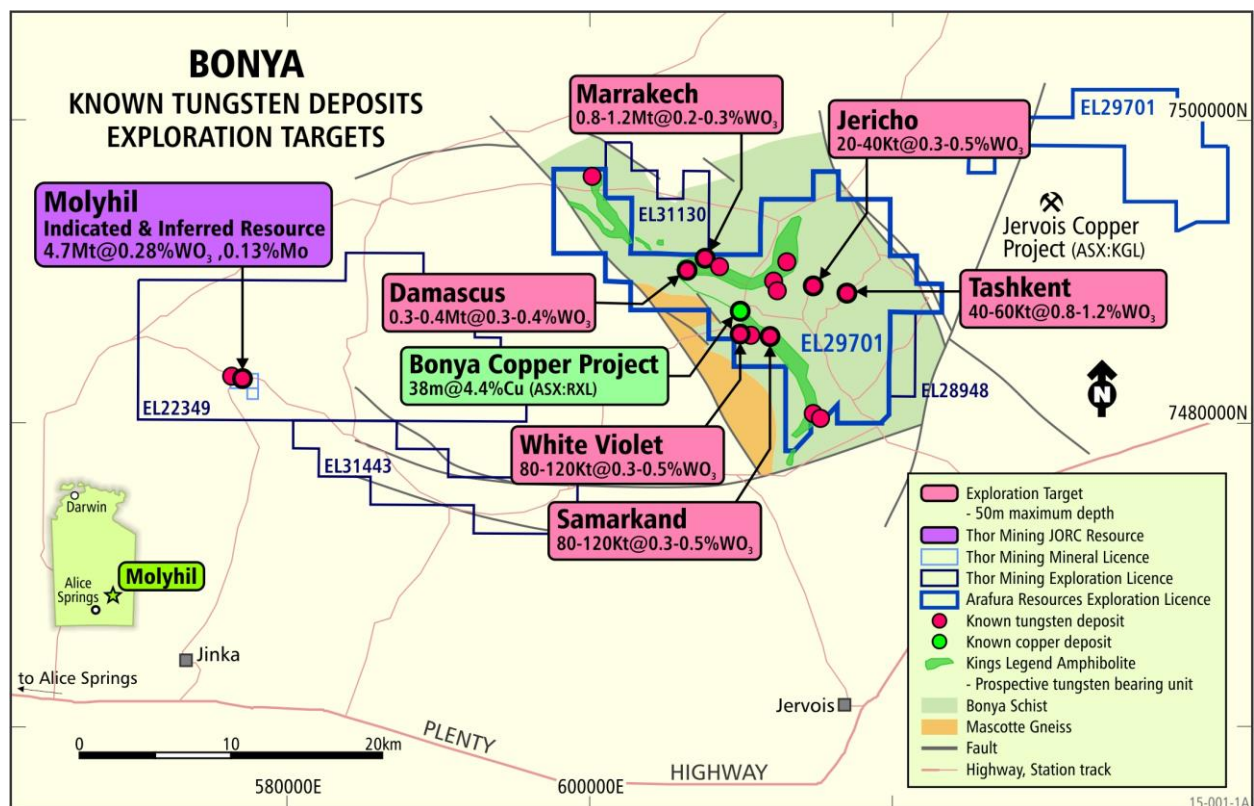 BONYA
KNOWN TUNGSTEN DEPOSITS
EXPLORATION TARGETS
Marrakech
0.8-1.2Mt@0.2-0.3%WO₃
Jericho
20-40Kt@0.3-0.5%WO₃
EL29701
7500000N
Molyhil
Indicated & Inferred Resource
4.7Mt@0.28%WO₃ ,0.13%Mo
EL31130
Jervois Copper
Project (ASX:KGL)
Damascus
0.3-0.4Mt@0.3-0.4%WO₃
Tashkent
40-60Kt@0.8-1.2%WO₃
Bonya Copper Project
38m@4.4%Cu (ASX:RXL)
EL29701
EL28948
N
EL22349
7480000N
White Violet
80-120Kt@0.3-0.5%WO₃
EL31443
Samarkand
80-120Kt@0.3-0.5%WO₃
Darwin
Alice
Springs
Molyhil
Exploration Target
- 50m maximum depth
Thor Mining JORC Resource
Thor Mining Mineral Licence
Thor Mining Exploration Licence
Arafura Resources Exploration Licence
Known tungsten deposit
Known copper deposit
Kings Legend Amphibolite
- Prospective tungsten bearing unit
Bonya Schist
Mascotte Gneiss
Fault
Highway, Station track
Jinka
to Alice Springs
Jervois
PLENTY
HIGHWAY
0 10 20km
580000E
600000E
15-001-1A